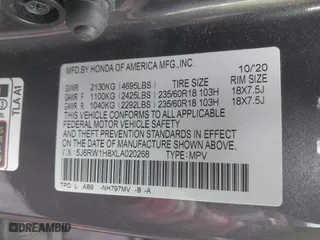 TLA A1
MFD.BY HONDA OF AMERICA MFG.,INC. 10/'20
GVWR 2130KG (4695LBS) TIRE SIZE RIM SIZE
GAWR F 1100KG (2425LBS) 235/60R18 103H 18X7.5J
GAWR R 1040KG (2292LBS) 235/60R18 103H 18X7.5J
THIS VEHICLE CONFORMS TO ALL APPLICABLE
FEDERAL MOTOR VEHICLE SAFETY
AND THEFT PREVENTION STANDARDS IN EFFECT
ON THE DATE OF MANUFACTURE SHOWN ABOVE.
V.I.N: 5J6RW1H8XLA020268 TYPE:MPV
TPD L AB9 -NH797MV -B -A
DREAMBID